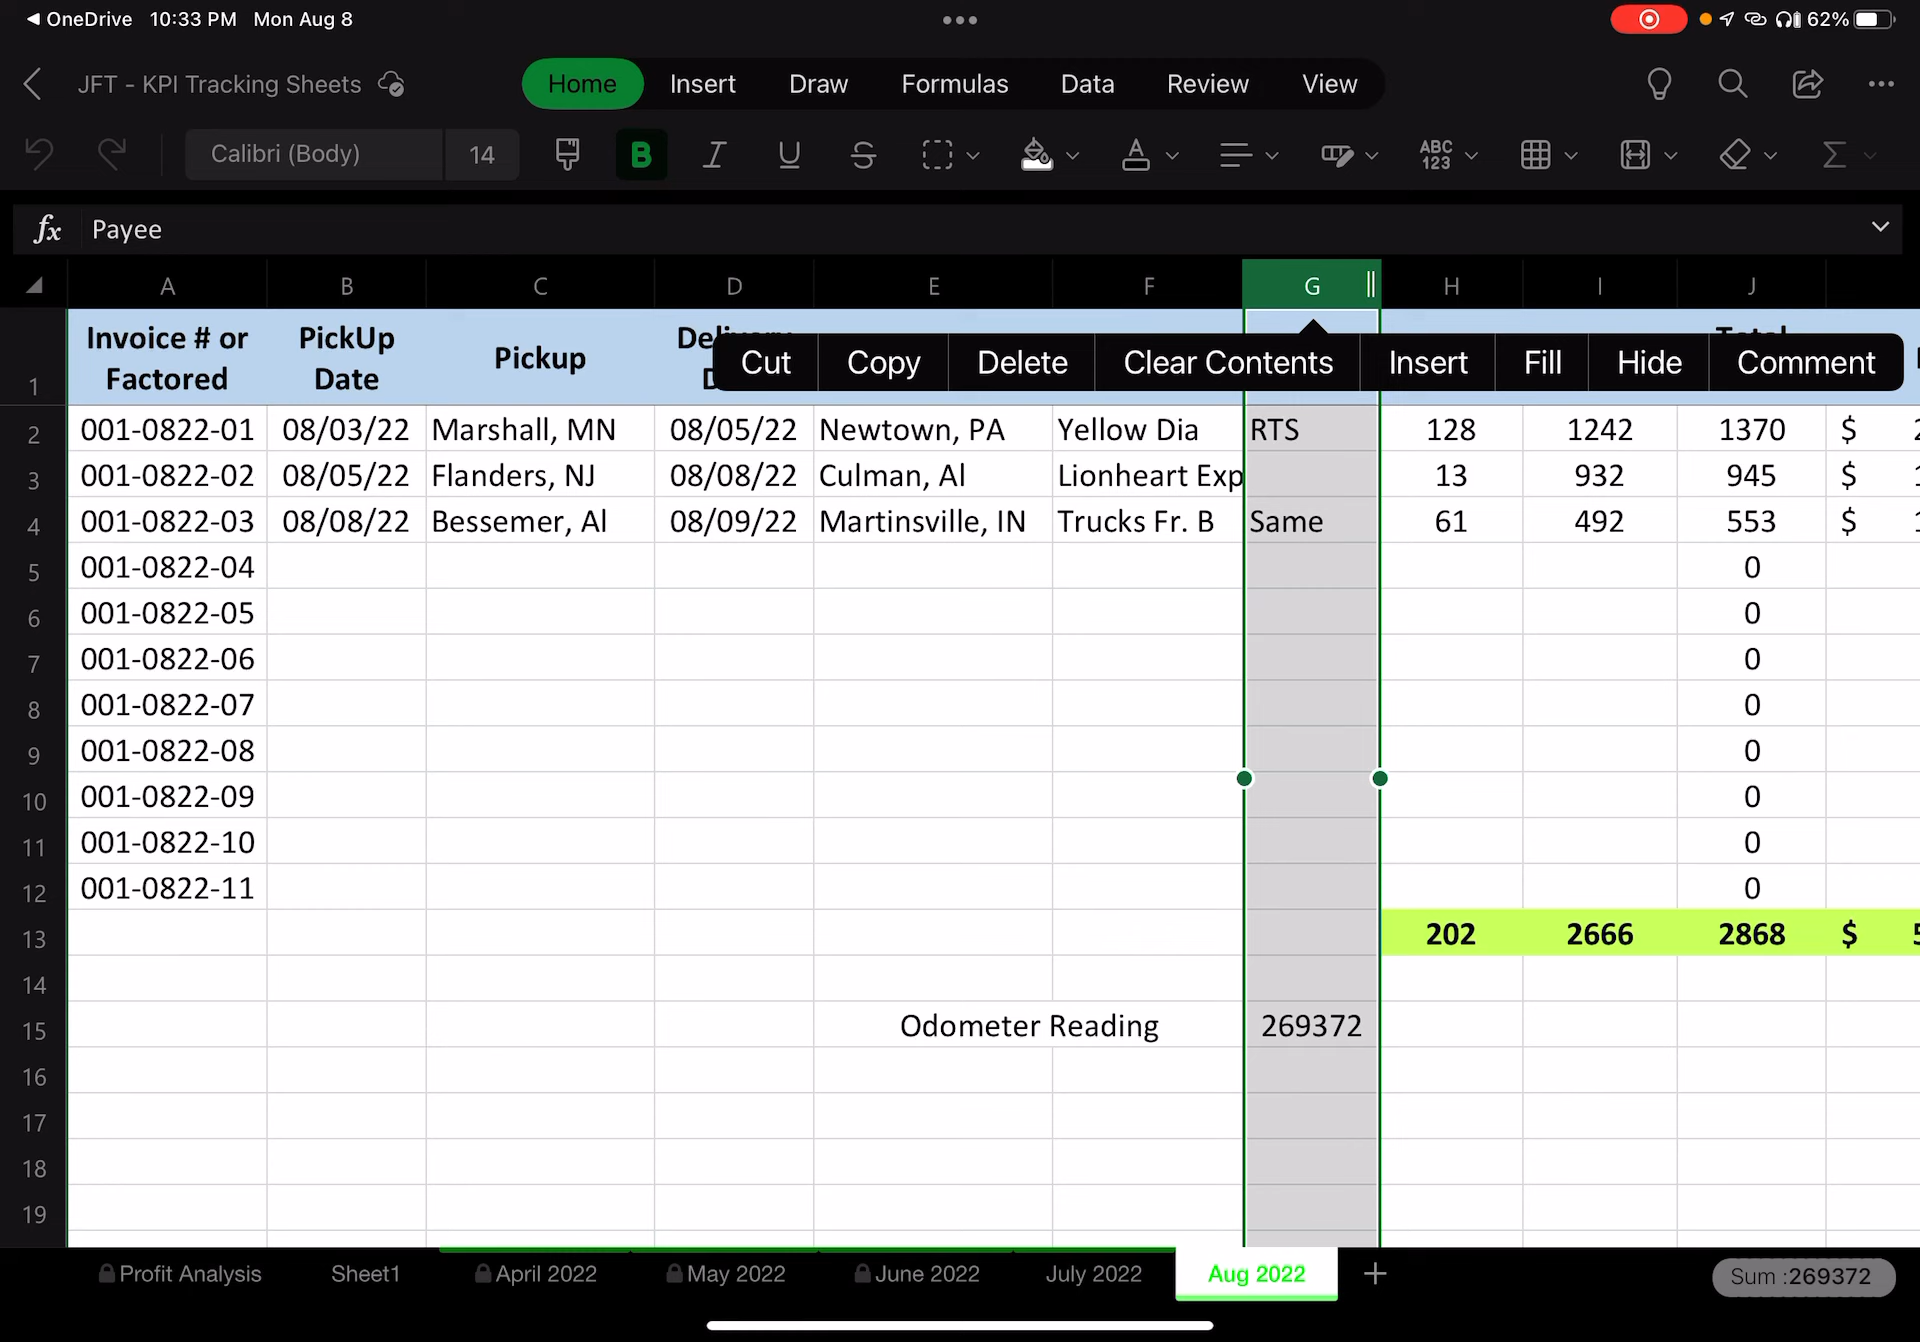 ◀ OneDrive 10:33 PM Mon Aug 8 62%
JFT - KPI Tracking Sheets Home Insert Draw Formulas Data Review View
Calibri (Body) 14 B I U S A ABC 123 Σ
fx Payee
A B C D E F G H I J
Invoice # or PickUp
Factored Date Pickup
1
Cut Copy Delete Clear Contents Insert Fill Hide Comment
2 001-0822-01 08/03/22 Marshall, MN 08/05/22 Newtown, PA Yellow Dia RTS 128 1242 1370 $
3 001-0822-02 08/05/22 Flanders, NJ 08/08/22 Culman, Al Lionheart Exp 13 932 945 $
4 001-0822-03 08/08/22 Bessemer, Al 08/09/22 Martinsville, IN Trucks Fr. B Same 61 492 553 $
5 001-0822-04 0
6 001-0822-05 0
7 001-0822-06 0
8 001-0822-07 0
9 001-0822-08 0
10 001-0822-09 0
11 001-0822-10 0
12 001-0822-11 0
13 202 2666 2868 $
14
15 Odometer Reading 269372
16
17
18
19
Profit Analysis Sheet1 April 2022 May 2022 June 2022 July 2022 Aug 2022 + Sum :269372